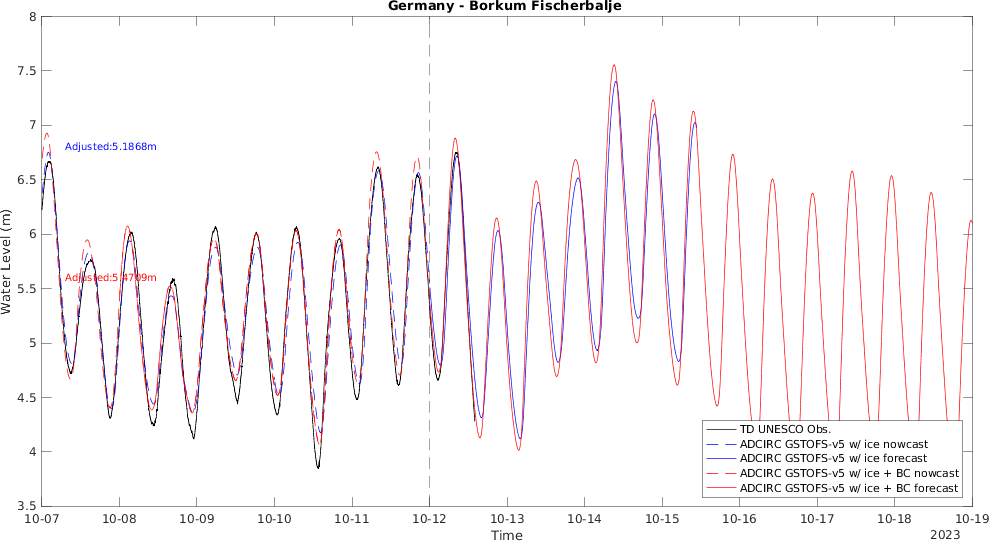 Germany - Borkum Fischerbalje
8
7.5
7
6.5
6
5.5
5
4.5
4
3.5
Water Level (m)
Adjusted:5.1868m
Adjusted:5.4709m
TD UNESCO Obs.
ADCIRC GSTOFS-v5 w/ ice nowcast
ADCIRC GSTOFS-v5 w/ ice forecast
ADCIRC GSTOFS-v5 w/ ice + BC nowcast
ADCIRC GSTOFS-v5 w/ ice + BC forecast
10-07 10-08 10-09 10-10 10-11 10-12 10-13 10-14 10-15 10-16 10-17 10-18 10-19
Time
2023